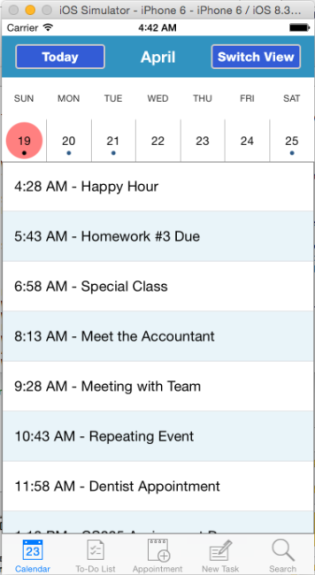 iOS Simulator - iPhone 6 - iPhone 6 / iOS 8.3...
Carrier 4:42 AM
Today April Switch View
SUN MON TUE WED THU FRI SAT
19 20 21 22 23 24 25
4:28 AM - Happy Hour
5:43 AM - Homework #3 Due
6:58 AM - Special Class
8:13 AM - Meet the Accountant
9:28 AM - Meeting with Team
10:43 AM - Repeating Event
11:58 AM - Dentist Appointment
23
Calendar To-Do List Appointment New Task Search